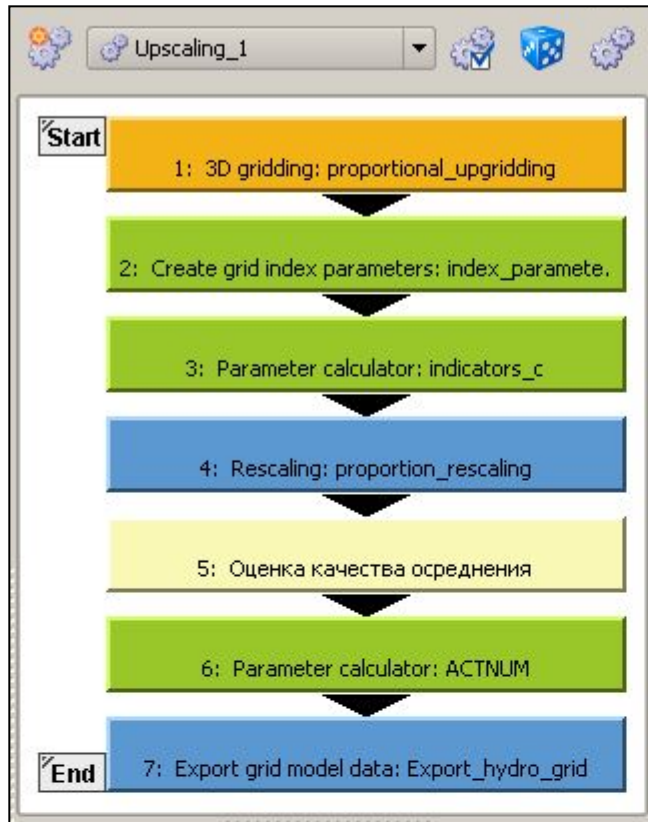 Upscaling_1
Start
1: 3D gridding: proportional_upgridding
2: Create grid index parameters: index_paramete.
3: Parameter calculator: indicators_c
4: Rescaling: proportion_rescaling
5: Оценка качества осреднения
6: Parameter calculator: ACTNUM
End
7: Export grid model data: Export_hydro_grid